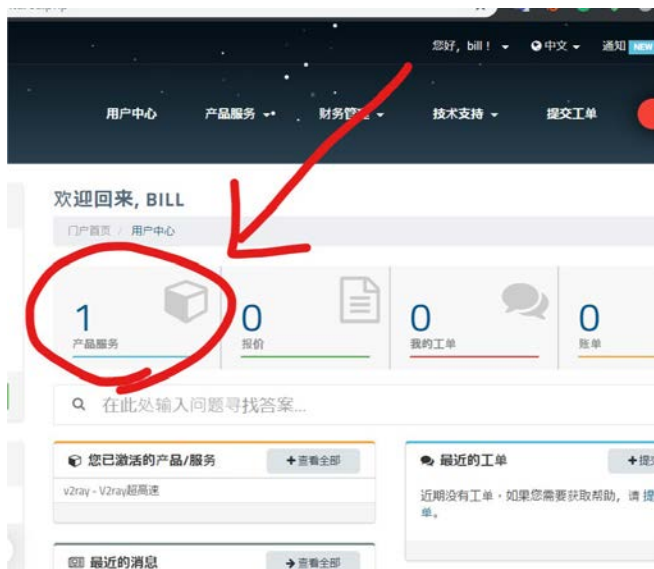 您好, bill! 中文 通知 NEW
用户中心 产品服务 技术支持 提交工单
欢迎回来, BILL
门户首页 / 用户中心
1 0 0 0
产品服务 报价 我的工单 账单
在此处输入问题寻找答案...
您已激活的产品/服务 查看全部 最近的工单
v2ray - V2ray超高速
近期没有工单,如果您需要获取帮助,请 提
单。
最近的消息 查看全部